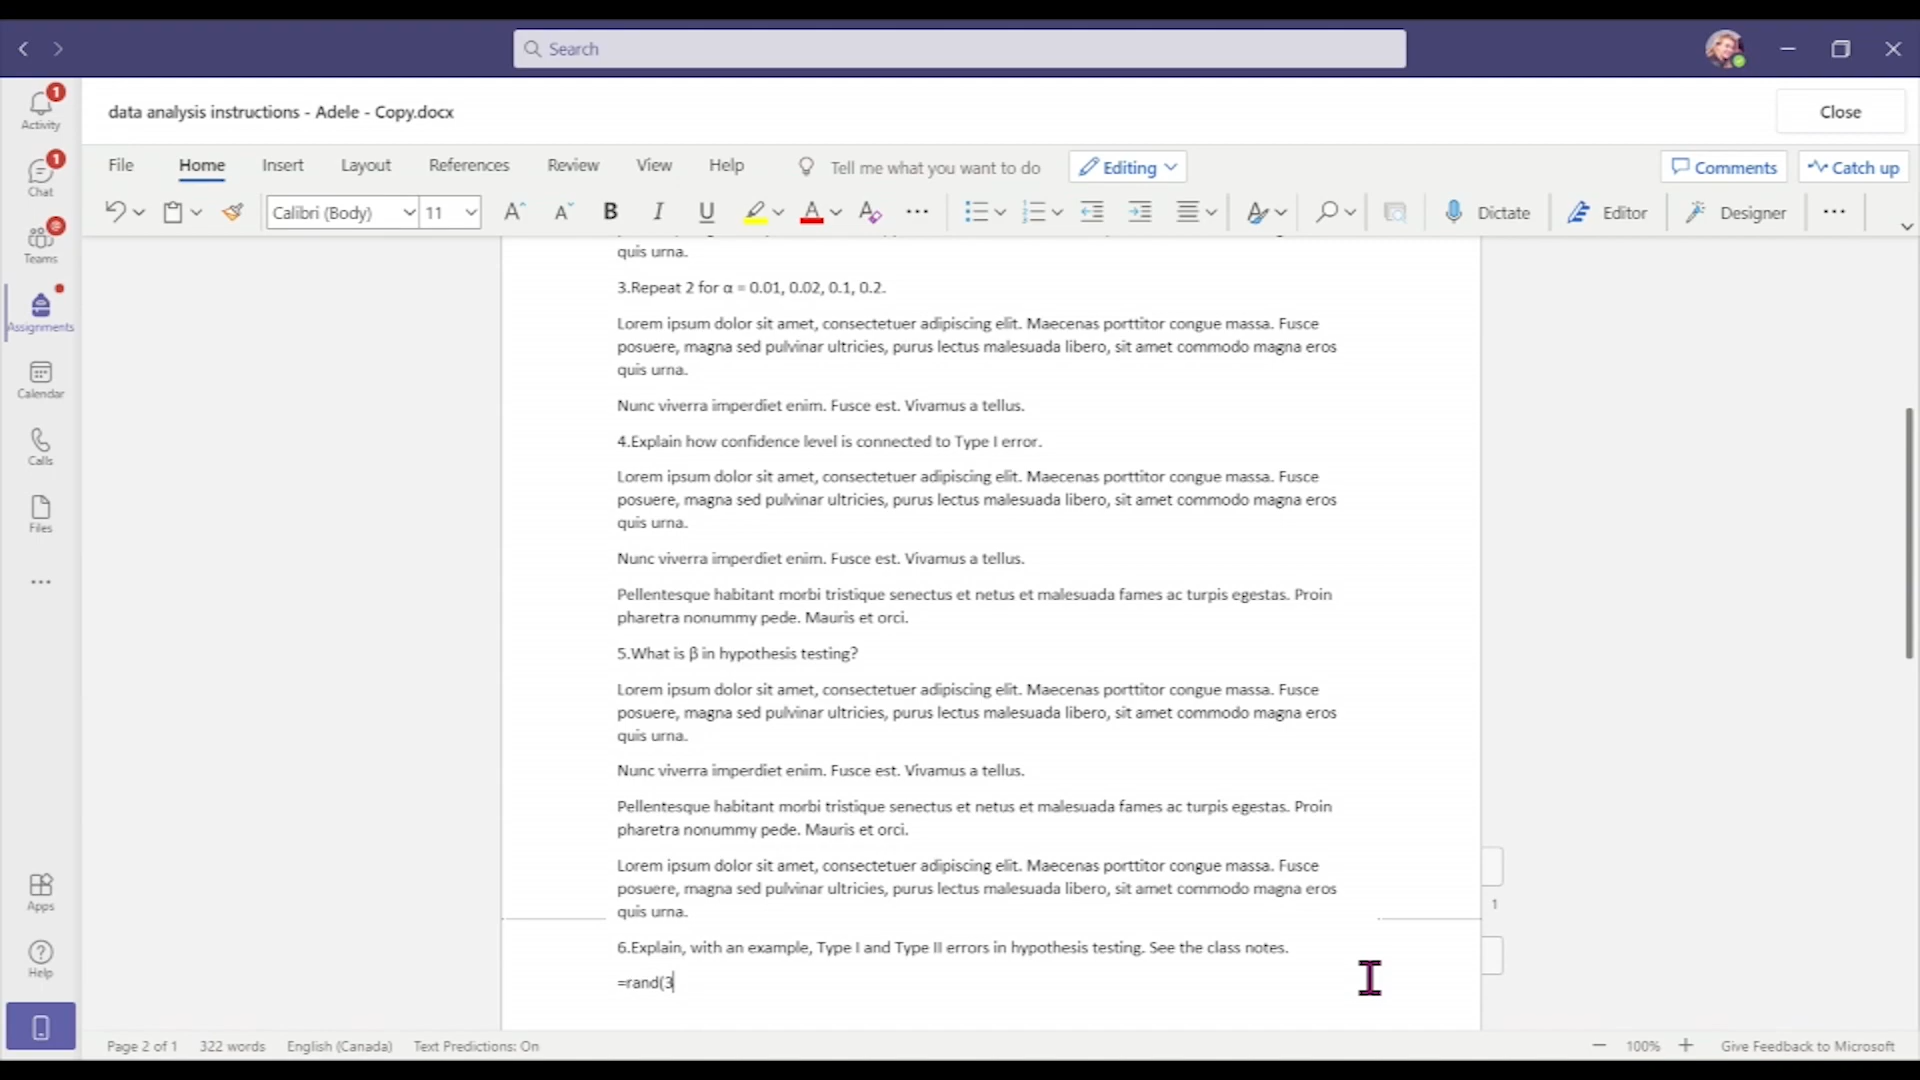 Search
Activity
1
Chat
1
Teams
Assignments
Calendar
Calls
Files
Apps
Help
data analysis instructions - Adele - Copy.docx
Close
File Home Insert Layout References Review View Help Tell me what you want to do Editing Comments Catch up
Calibri (Body) 11 A A B I U A A Dictate Editor Designer
quis urna.
3.Repeat 2 for α = 0.01, 0.02, 0.1, 0.2.
Lorem ipsum dolor sit amet, consectetuer adipiscing elit. Maecenas porttitor congue massa. Fusce
posuere, magna sed pulvinar ultricies, purus lectus malesuada libero, sit amet commodo magna eros
quis urna.
Nunc viverra imperdiet enim. Fusce est. Vivamus a tellus.
4.Explain how confidence level is connected to Type I error.
Lorem ipsum dolor sit amet, consectetuer adipiscing elit. Maecenas porttitor congue massa. Fusce
posuere, magna sed pulvinar ultricies, purus lectus malesuada libero, sit amet commodo magna eros
quis urna.
Nunc viverra imperdiet enim. Fusce est. Vivamus a tellus.
Pellentesque habitant morbi tristique senectus et netus et malesuada fames ac turpis egestas. Proin
pharetra nonummy pede. Mauris et orci.
5.What is β in hypothesis testing?
Lorem ipsum dolor sit amet, consectetuer adipiscing elit. Maecenas porttitor congue massa. Fusce
posuere, magna sed pulvinar ultricies, purus lectus malesuada libero, sit amet commodo magna eros
quis urna.
Nunc viverra imperdiet enim. Fusce est. Vivamus a tellus.
Pellentesque habitant morbi tristique senectus et netus et malesuada fames ac turpis egestas. Proin
pharetra nonummy pede. Mauris et orci.
Lorem ipsum dolor sit amet, consectetuer adipiscing elit. Maecenas porttitor congue massa. Fusce
posuere, magna sed pulvinar ultricies, purus lectus malesuada libero, sit amet commodo magna eros
quis urna.
1
6.Explain, with an example, Type I and Type II errors in hypothesis testing. See the class notes.
=rand(3
Page 2 of 1 322 words English (Canada) Text Predictions: On 100% Give Feedback to Microsoft